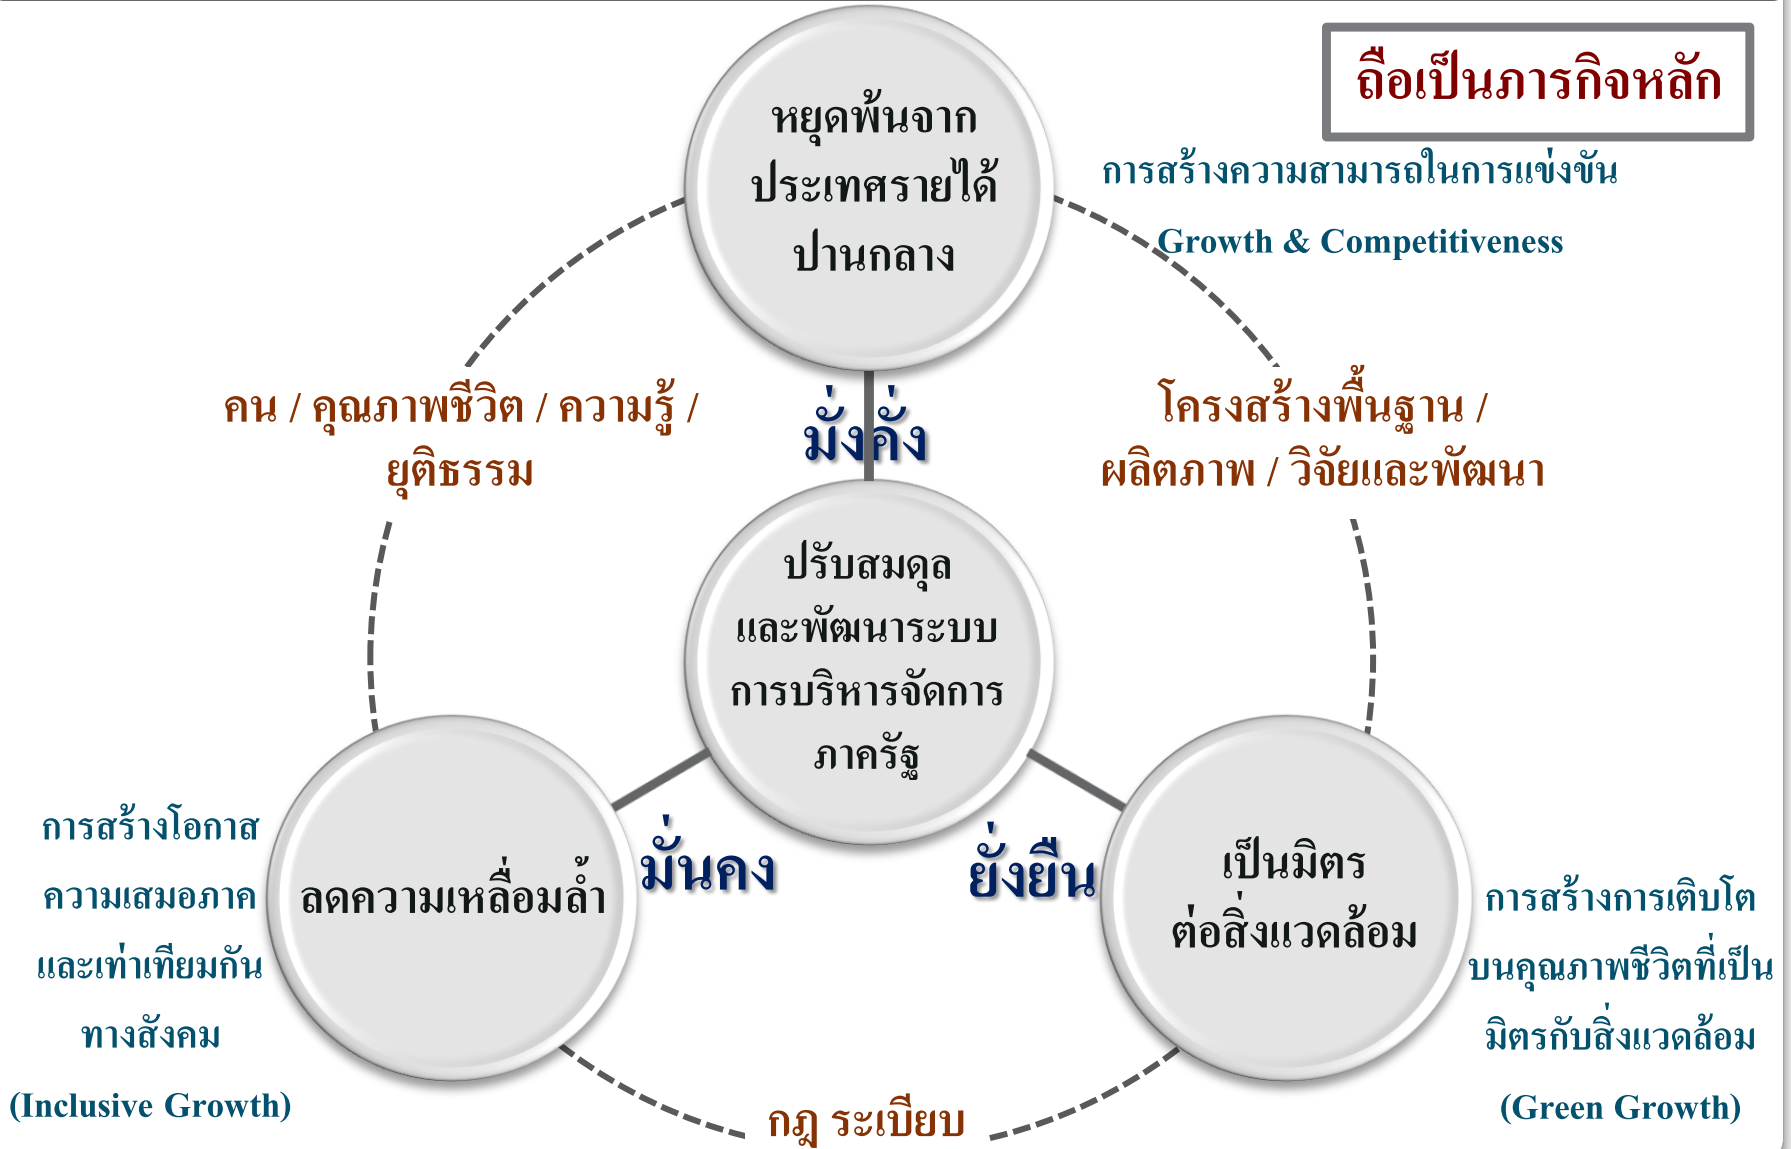 ถือเป็นภารกิจหลัก
หยุดพ้นจาก
ประเทศรายได้
ปานกลาง
การสร้างความสามารถในการแข่งขัน
Growth & Competitiveness
คน / คุณภาพชีวิต / ความรู้ /
ยุติธรรม
มั่งคั่ง
โครงสร้างพื้นฐาน /
ผลิตภาพ / วิจัยและพัฒนา
ปรับสมดุล
และพัฒนาระบบ
การบริหารจัดการ
ภาครัฐ
การสร้างโอกาส
ความเสมอภาค
และเท่าเทียมกัน
ทางสังคม
(Inclusive Growth)
ลดความเหลื่อมล้ำ
มั่นคง
ยั่งยืน
เป็นมิตร
ต่อสิ่งแวดล้อม
การสร้างการเติบโต
บนคุณภาพชีวิตที่เป็น
มิตรกับสิ่งแวดล้อม
(Green Growth)
กฎ ระเบียบ